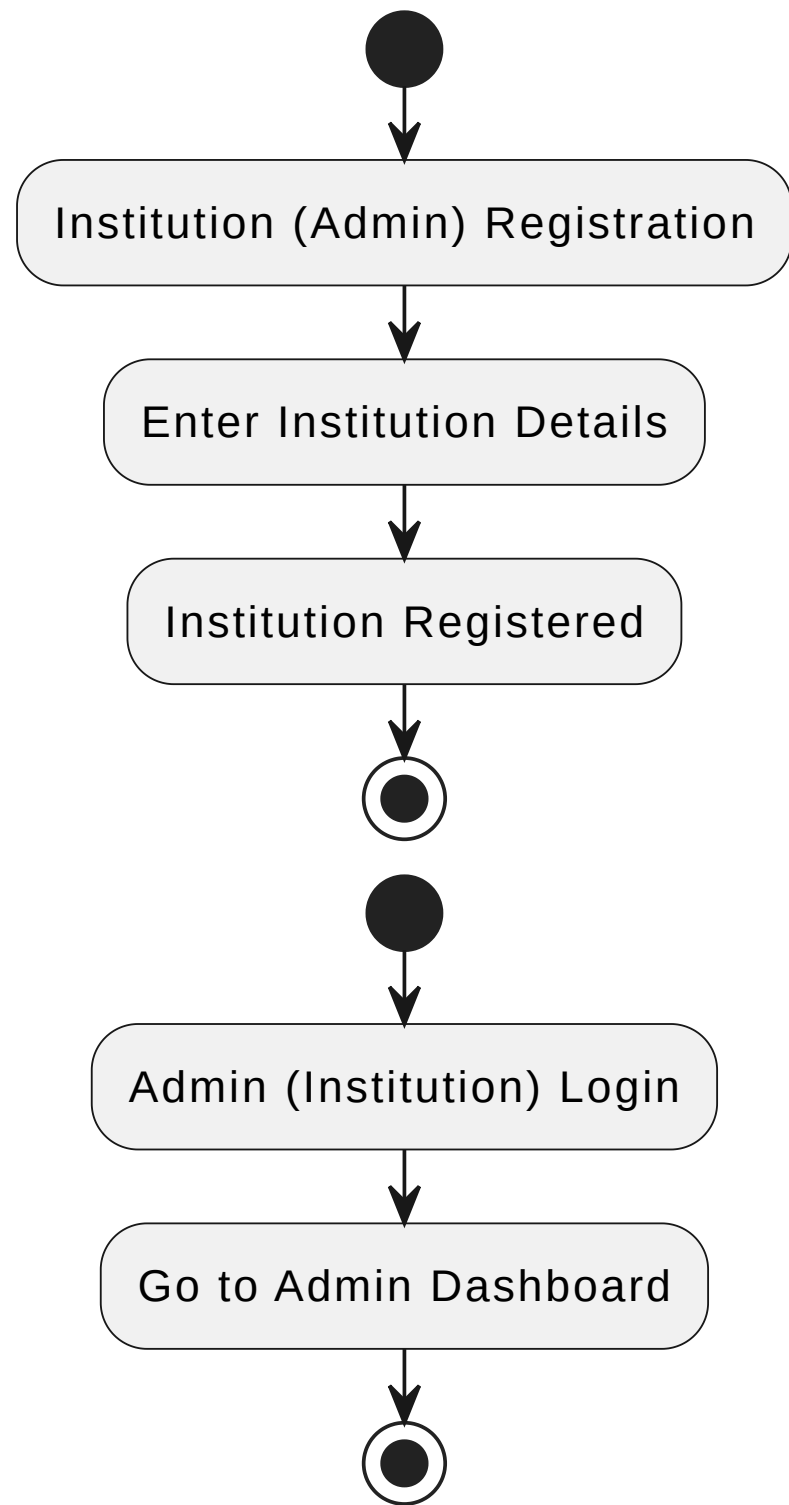 Institution (Admin) Registration
Enter Institution Details
Institution Registered
Admin (Institution) Login
Go to Admin Dashboard